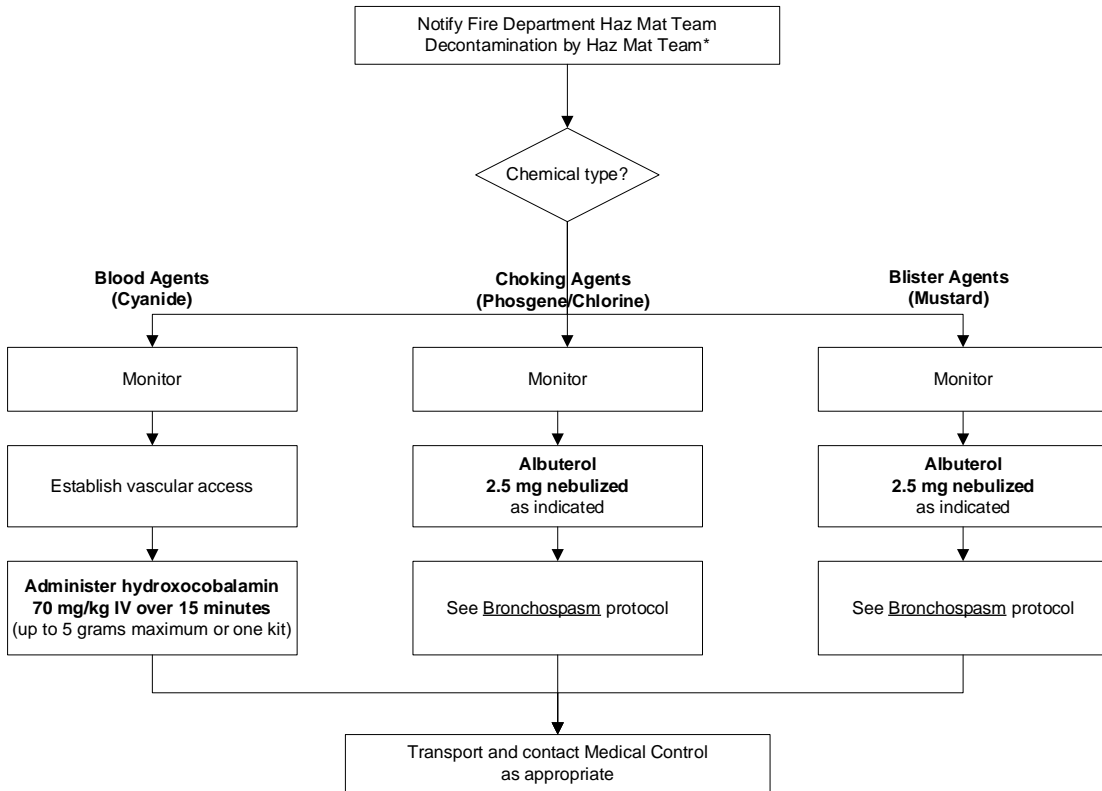 Notify Fire Department Haz Mat Team
Decontamination by Haz Mat Team*
Chemical type?
Blood Agents
(Cyanide)
Choking Agents
(Phosgene/Chlorine)
Blister Agents
(Mustard)
Monitor
Monitor
Monitor
Establish vascular access
Albuterol
2.5 mg nebulized
as indicated
Albuterol
2.5 mg nebulized
as indicated
Administer hydroxocobalamin
70 mg/kg IV over 15 minutes
(up to 5 grams maximum or one kit)
See Bronchospasm protocol
See Bronchospasm protocol
Transport and contact Medical Control
as appropriate